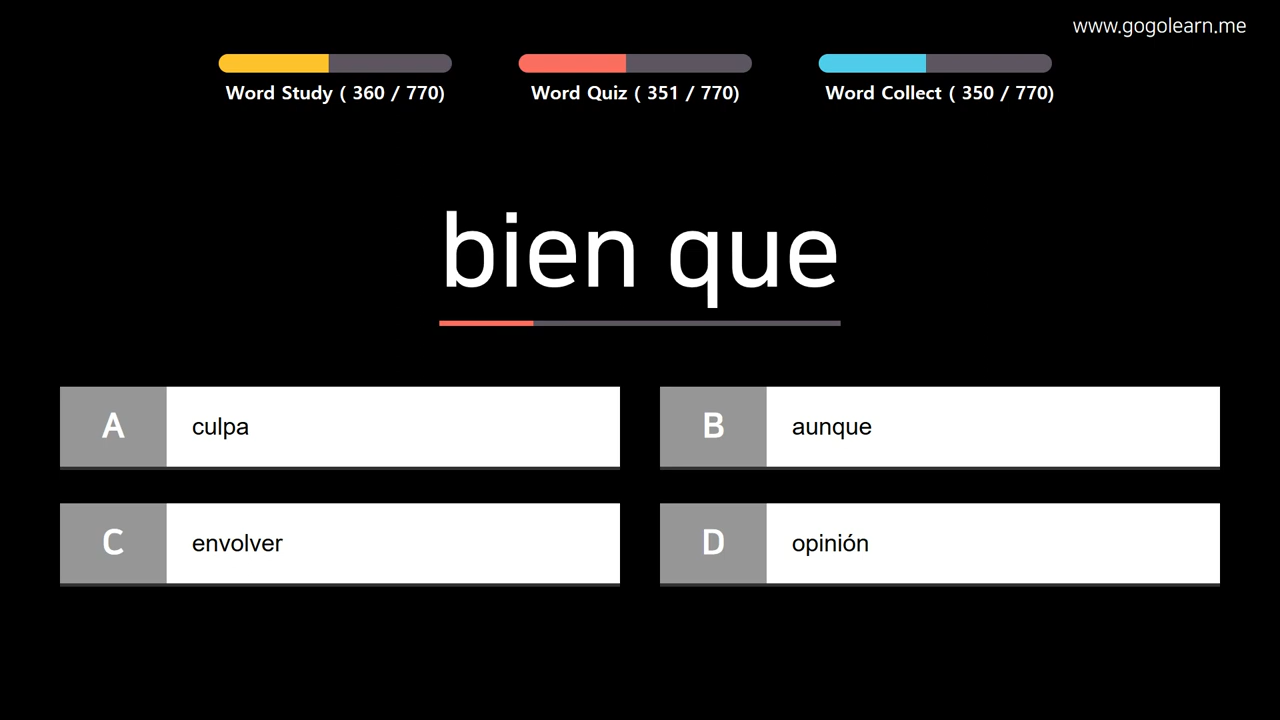 www.gogolearn.me
Word Study ( 360 / 770)
Word Quiz ( 351 / 770)
Word Collect ( 350 / 770)
bien que
A culpa
B aunque
C envolver
D opinión